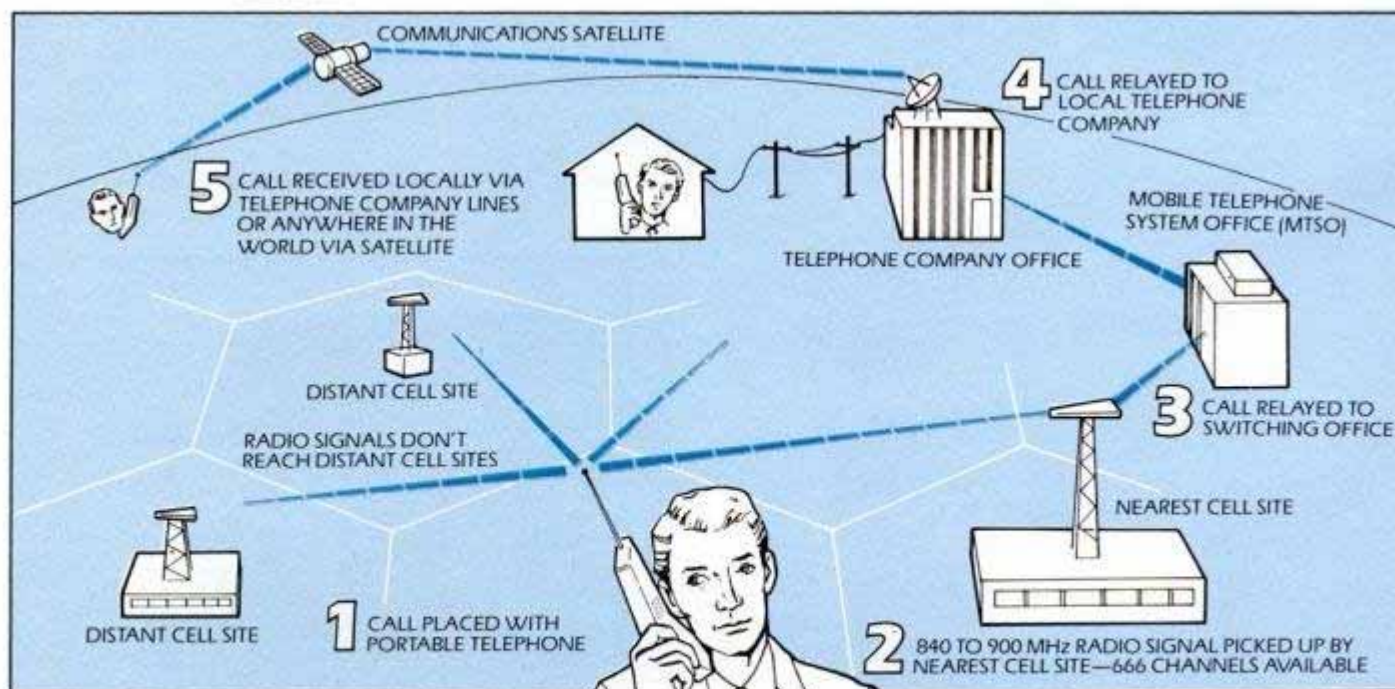 COMMUNICATIONS SATELLITE
4 CALL RELAYED TO
LOCAL TELEPHONE
COMPANY
5 CALL RECEIVED LOCALLY VIA
TELEPHONE COMPANY LINES
OR ANYWHERE IN THE
WORLD VIA SATELLITE
MOBILE TELEPHONE
SYSTEM OFFICE (MTSO)
TELEPHONE COMPANY OFFICE
DISTANT CELL SITE
RADIO SIGNALS DON'T
REACH DISTANT CELL SITES
3 CALL RELAYED TO
SWITCHING OFFICE
NEAREST CELL SITE
DISTANT CELL SITE
1 CALL PLACED WITH
PORTABLE TELEPHONE
2 840 TO 900 MHz RADIO SIGNAL PICKED UP BY
NEAREST CELL SITE—666 CHANNELS AVAILABLE